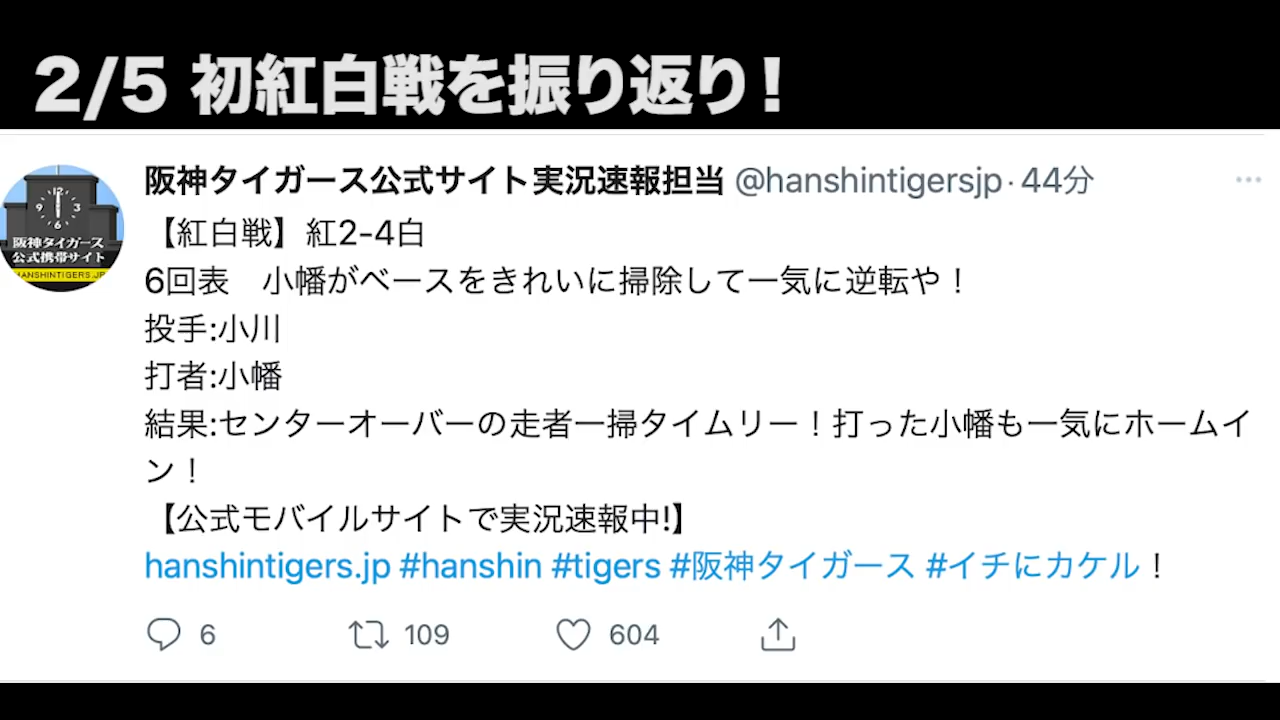 2/5 初紅白戦を振り返り!
阪神タイガース公式サイト実況速報担当 @hanshintigersjp · 44分
【紅白戦】紅2-4白
6回表　小幡がベースをきれいに掃除して一気に逆転や！
投手:小川
打者:小幡
結果:センターオーバーの走者一掃タイムリー！打った小幡も一気にホームイ
ン！
【公式モバイルサイトで実況速報中!】
hanshintigers.jp #hanshin #tigers #阪神タイガース #イチにカケル！
6 109 604
12
9 3
6
阪神タイガース
公式携帯サイト
HANSHINTIGERS.JP